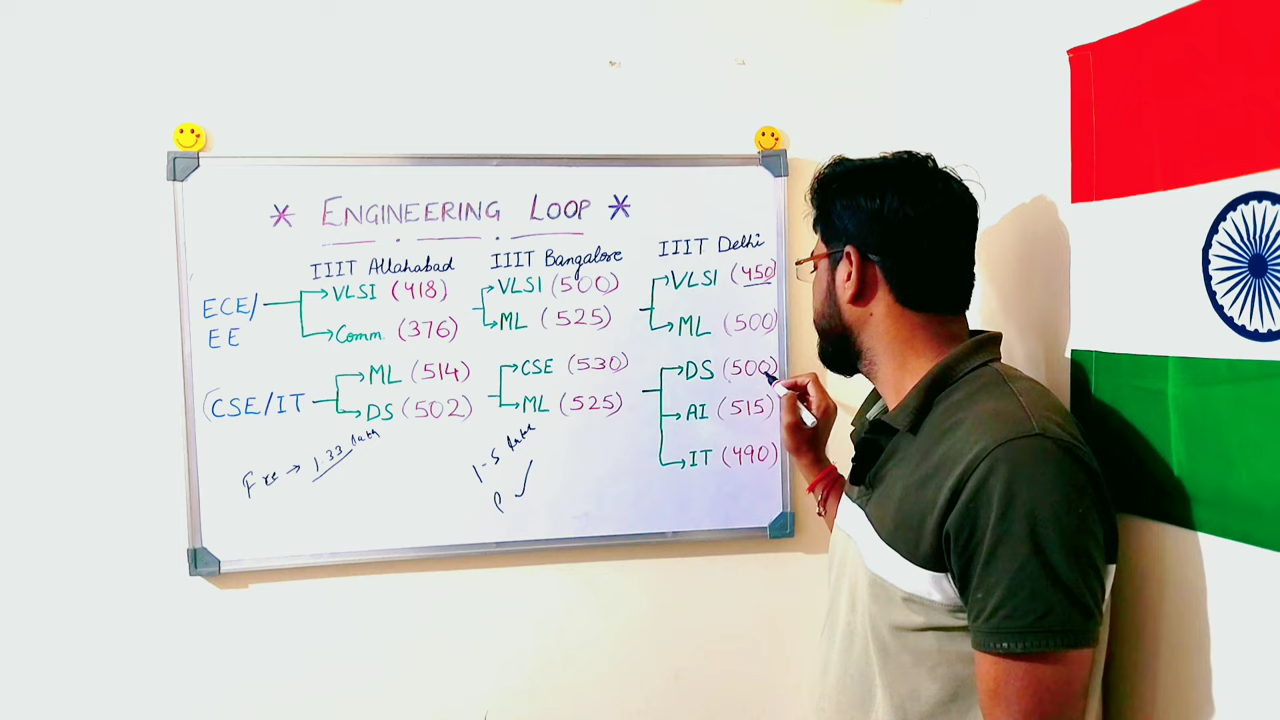 * ENGINEERING LOOP *
IIIT Allahabad IIIT Bangalore IIIT Delhi
ECE/EE
VLSI (418) VLSI (500) VLSI (450)
Comm. (376) ML (525) ML (500)
CSE/IT
ML (514) CSE (530) DS (500)
DS (502) ML (525) AI (515)
IT (490)
→ 1.33
1-5